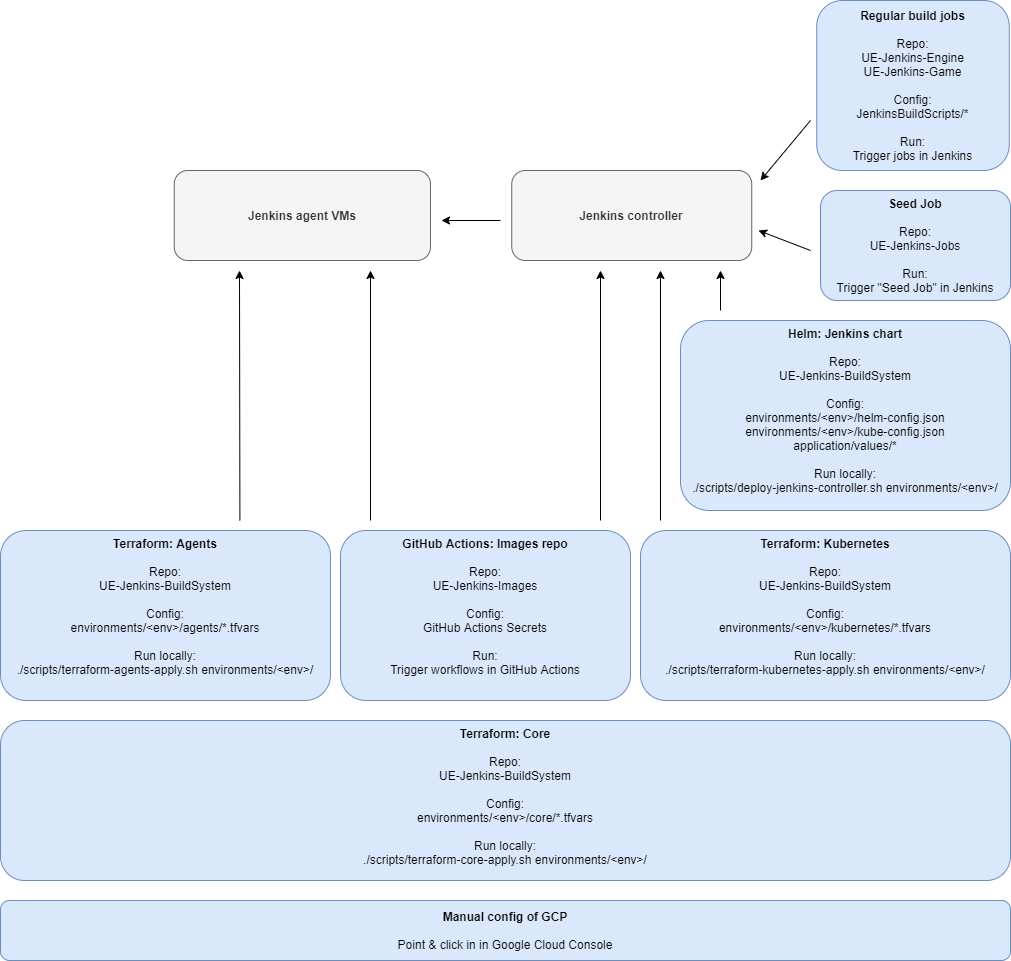 Regular build jobs
Repo:
UE-Jenkins-Engine
UE-Jenkins-Game
Config:
JenkinsBuildScripts/*
Run:
Trigger jobs in Jenkins
Jenkins agent VMs
Jenkins controller
Seed Job
Repo:
UE-Jenkins-Jobs
Run:
Trigger "Seed Job" in Jenkins
Helm: Jenkins chart
Repo:
UE-Jenkins-BuildSystem
Config:
environments/<env>/helm-config.json
environments/<env>/kube-config.json
application/values/*
Run locally:
./scripts/deploy-jenkins-controller.sh environments/<env>/
Terraform: Agents
Repo:
UE-Jenkins-BuildSystem
Config:
environments/<env>/agents/*.tfvars
Run locally:
./scripts/terraform-agents-apply.sh environments/<env>/
GitHub Actions: Images repo
Repo:
UE-Jenkins-Images
Config:
GitHub Actions Secrets
Run:
Trigger workflows in GitHub Actions
Terraform: Kubernetes
Repo:
UE-Jenkins-BuildSystem
Config:
environments/<env>/kubernetes/*.tfvars
Run locally:
./scripts/terraform-kubernetes-apply.sh environments/<env>/
Terraform: Core
Repo:
UE-Jenkins-BuildSystem
Config:
environments/<env>/core/*.tfvars
Run locally:
./scripts/terraform-core-apply.sh environments/<env>/
Manual config of GCP
Point & click in in Google Cloud Console